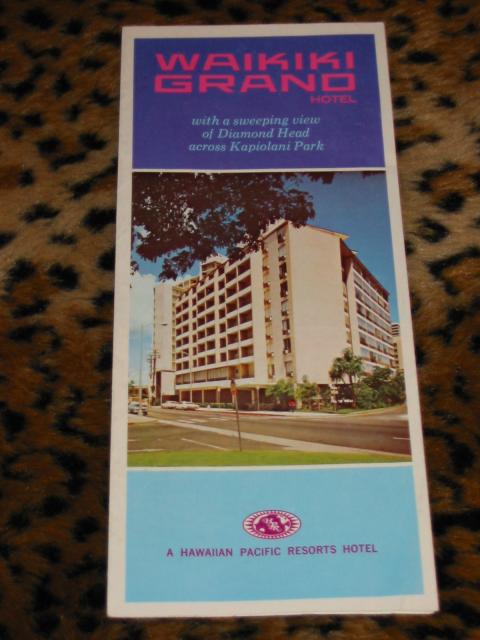 WAIKIKI
GRAND
HOTEL
with a sweeping view
of Diamond Head
across Kapiolani Park
A HAWAIIAN PACIFIC RESORTS HOTEL